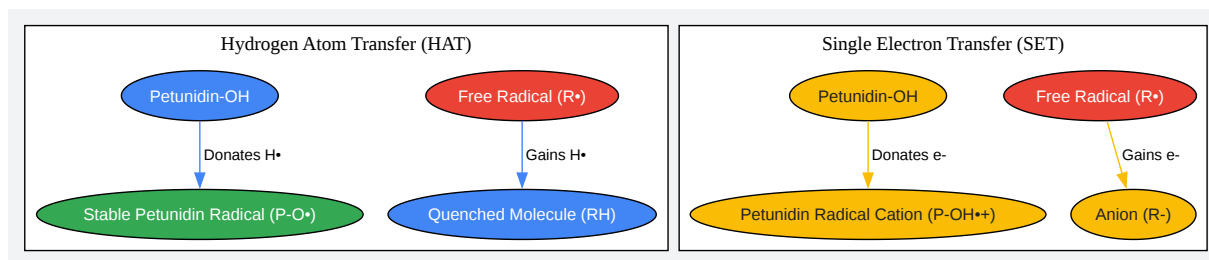 Hydrogen Atom Transfer (HAT)
Petunidin-OH
Free Radical (R•)
Donates H•
Gains H•
Stable Petunidin Radical (P-O•)
Quenched Molecule (RH)
Single Electron Transfer (SET)
Petunidin-OH
Free Radical (R•)
Donates e-
Gains e-
Petunidin Radical Cation (P-OH•+)
Anion (R-)